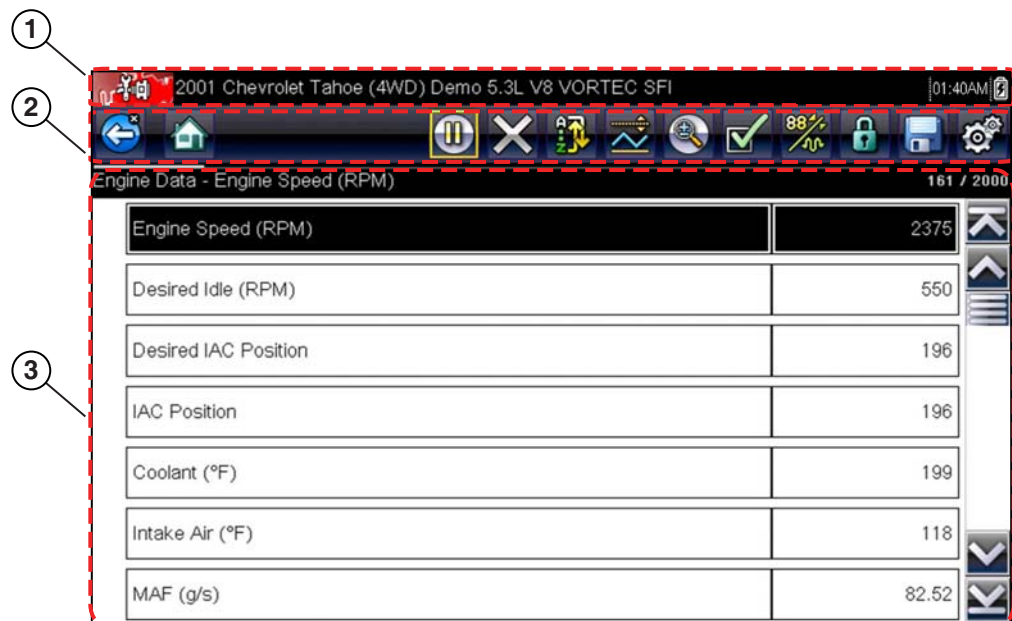 1
2001 Chevrolet Tahoe (4WD) Demo 5.3L V8 VORTEC SFI 01:40AM
2
Engine Data - Engine Speed (RPM) 161 / 2000
Engine Speed (RPM) 2375
Desired Idle (RPM) 550
Desired IAC Position 196
3
IAC Position 196
Coolant (°F) 199
Intake Air (°F) 118
MAF (g/s) 82.52